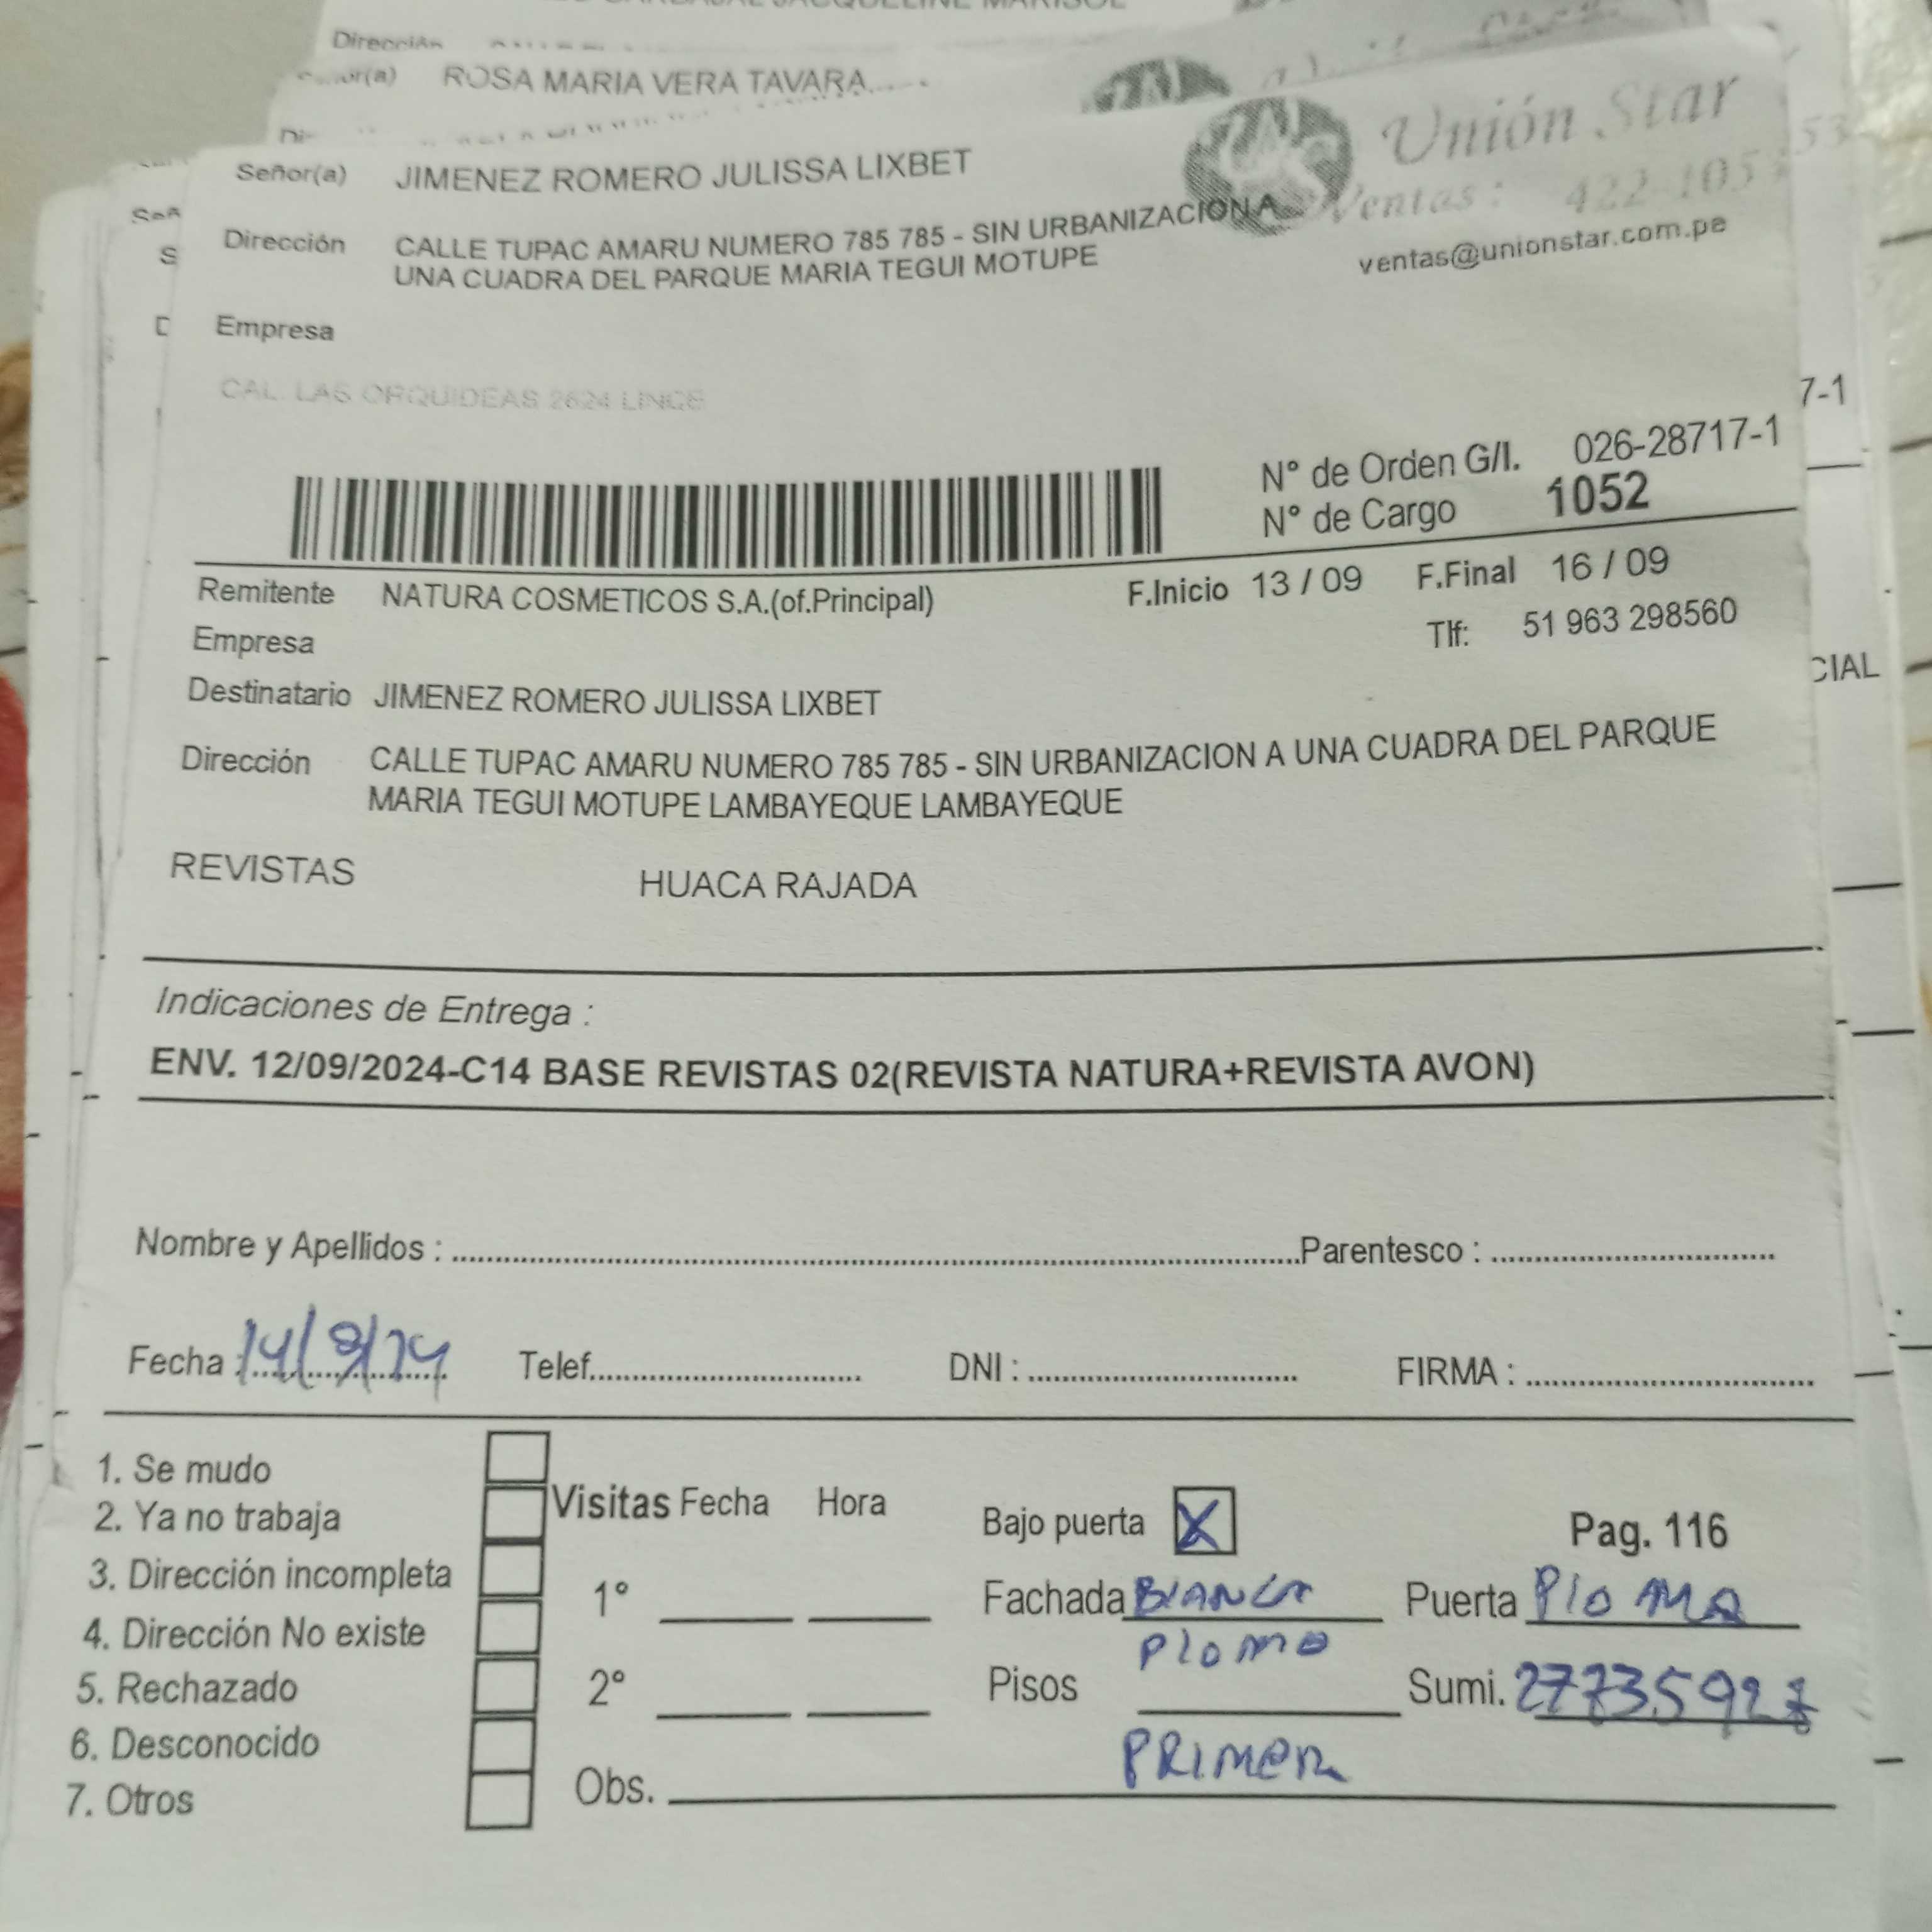 Dirección
ROSA MARIA VERA TAVARA
Señor(a) JIMENEZ ROMERO JULISSA LIXBET
Unión Star
Ventas : 422-105
ventas@unionstar.com.pe
Dirección CALLE TUPAC AMARU NUMERO 785 785 - SIN URBANIZACION A
UNA CUADRA DEL PARQUE MARIA TEGUI MOTUPE
Empresa
CAL. LAS ORQUIDEAS 2624 LINCE
7-1
N° de Orden G/I. 026-28717-1
N° de Cargo 1052
Remitente NATURA COSMETICOS S.A.(of.Principal) F.Inicio 13 / 09 F.Final 16 / 09
Empresa Tlf: 51 963 298560
CIAL
Destinatario JIMENEZ ROMERO JULISSA LIXBET
Dirección CALLE TUPAC AMARU NUMERO 785 785 - SIN URBANIZACION A UNA CUADRA DEL PARQUE
MARIA TEGUI MOTUPE LAMBAYEQUE LAMBAYEQUE
REVISTAS HUACA RAJADA
Indicaciones de Entrega :
ENV. 12/09/2024-C14 BASE REVISTAS 02(REVISTA NATURA+REVISTA AVON)
Nombre y Apellidos : Parentesco :
Fecha : 14/9/24 Telef. DNI : FIRMA :
1. Se mudo
2. Ya no trabaja
3. Dirección incompleta
4. Dirección No existe
5. Rechazado
6. Desconocido
7. Otros
Visitas Fecha Hora
1°
2°
Obs.
Bajo puerta X Pag. 116
Fachada BLANCA Puerta PLOMA
PLOMO
Pisos Sumi. 27735927
PRIMER